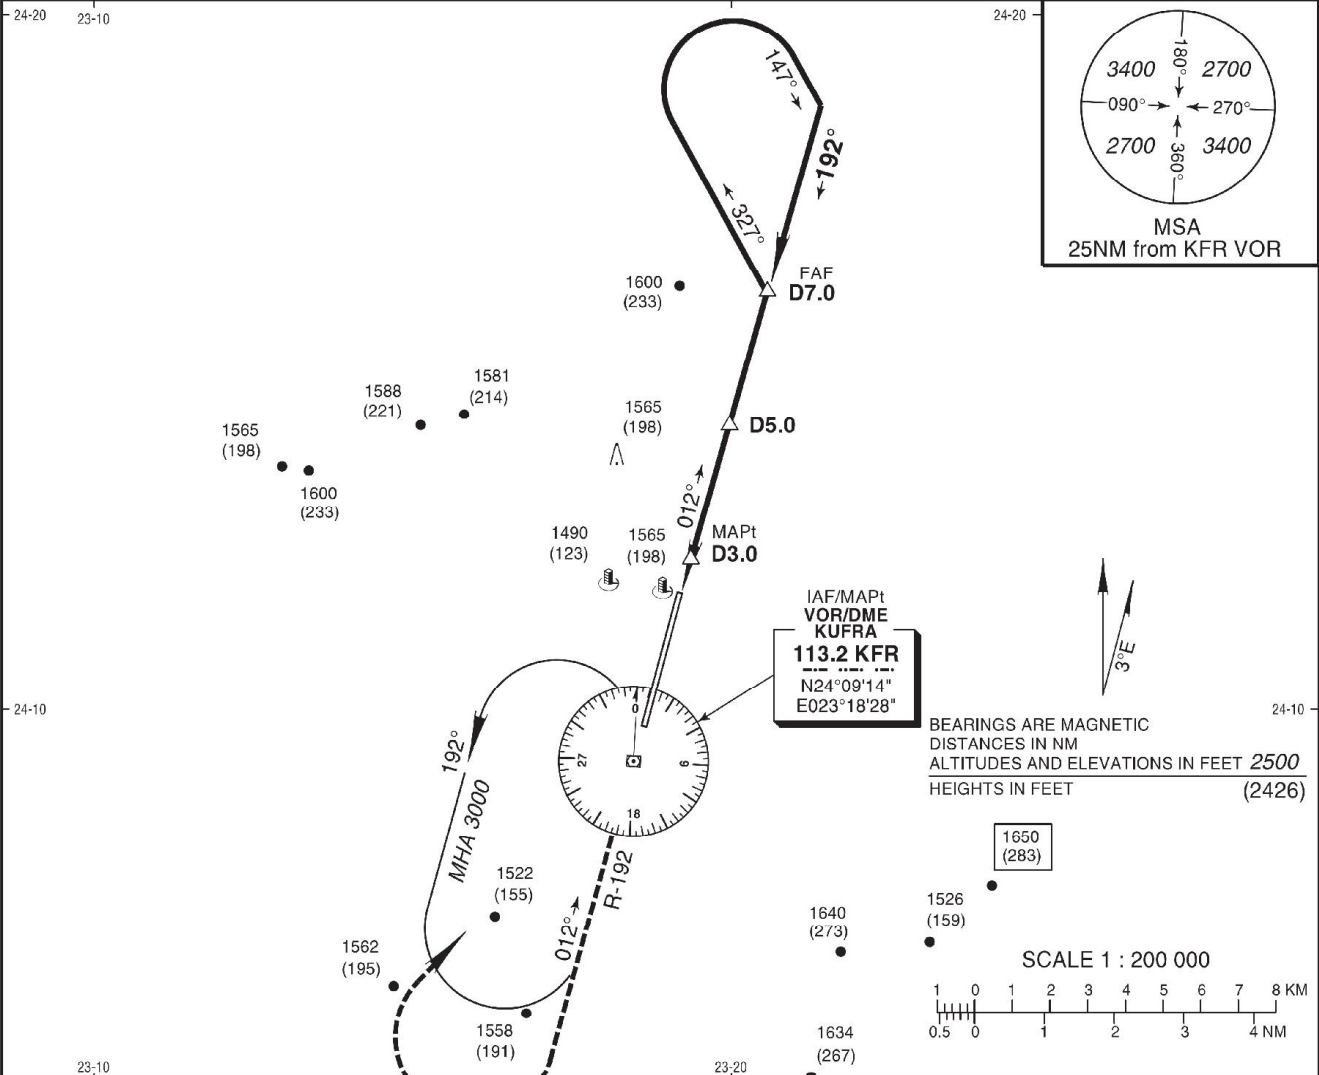 24-20
23-10
24-20
180°
3400
2700
090°
270°
2700
3400
360°
MSA
25NM from KFR VOR
147°
192°
327°
FAF
D7.0
1600
(233)
1581
(214)
1588
(221)
1565
(198)
1565
(198)
D5.0
1600
(233)
012°
MAPt
D3.0
1490
(123)
1565
(198)
IAF/MAPt
VOR/DME
KUFRA
113.2 KFR
N24°09'14"
E023°18'28"
3°E
24-10
24-10
0
27
9
18
192°
MHA 3000
BEARINGS ARE MAGNETIC
DISTANCES IN NM
ALTITUDES AND ELEVATIONS IN FEET 2500
HEIGHTS IN FEET (2426)
R-192
012°
1522
(155)
1562
(195)
1558
(191)
1650
(283)
1526
(159)
1640
(273)
1634
(267)
SCALE 1 : 200 000
1 0 1 2 3 4 5 6 7 8 KM
0.5 0 1 2 3 4 NM
23-10
23-20